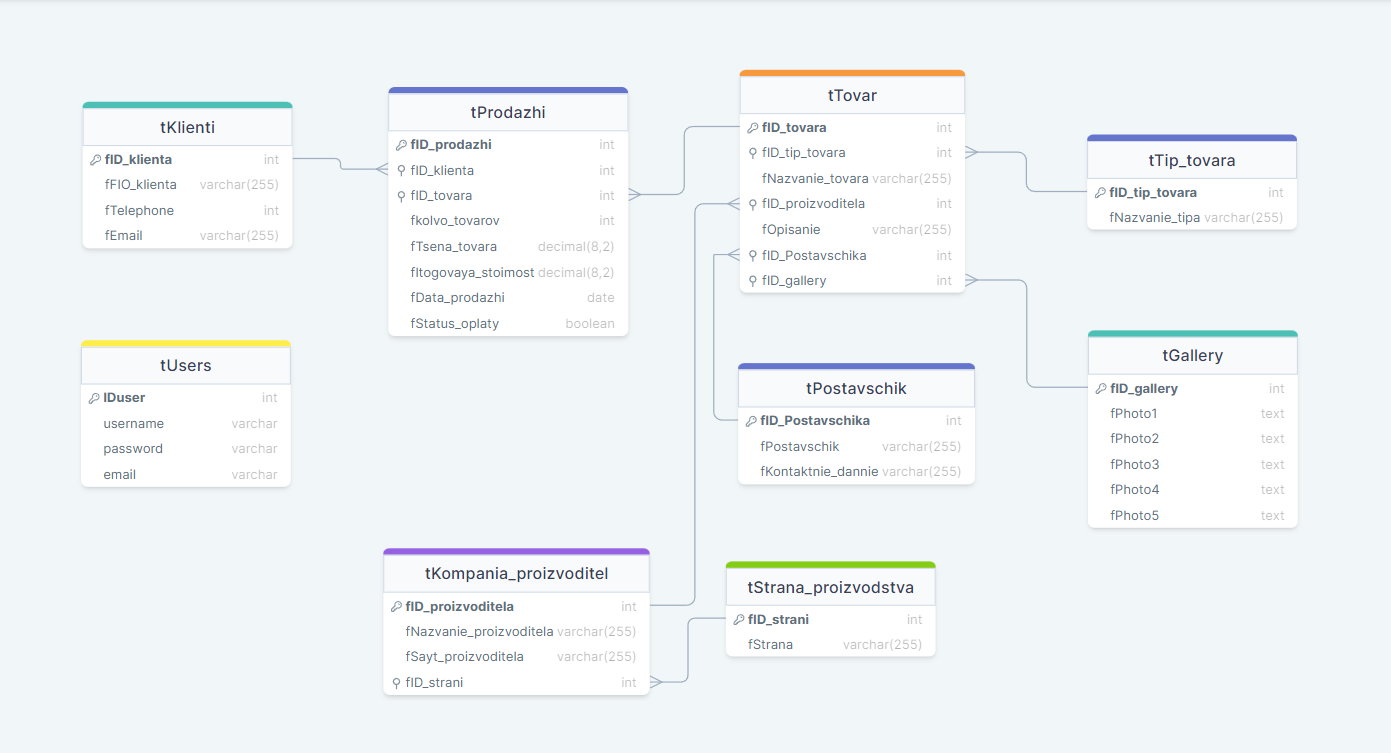 tKlienti
fID_klienta int
fFIO_klienta varchar(255)
fTelephone int
fEmail varchar(255)
tProdazhi
fID_prodazhi int
fID_klienta int
fID_tovara int
fkolvo_tovarov int
fTsena_tovara decimal(8,2)
fItogovaya_stoimost decimal(8,2)
fData_prodazhi date
fStatus_oplaty boolean
tTovar
fID_tovara int
fID_tip_tovara int
fNazvanie_tovara varchar(255)
fID_proizvoditela int
fOpisanie varchar(255)
fID_Postavschika int
fID_gallery int
tTip_tovara
fID_tip_tovara int
fNazvanie_tipa varchar(255)
tUsers
IDuser int
username varchar
password varchar
email varchar
tPostavschik
fID_Postavschika int
fPostavschik varchar(255)
fKontaktnie_dannie varchar(255)
tGallery
fID_gallery int
fPhoto1 text
fPhoto2 text
fPhoto3 text
fPhoto4 text
fPhoto5 text
tKompania_proizvoditel
fID_proizvoditela int
fNazvanie_proizvoditela varchar(255)
fSayt_proizvoditela varchar(255)
fID_strani int
tStrana_proizvodstva
fID_strani int
fStrana varchar(255)